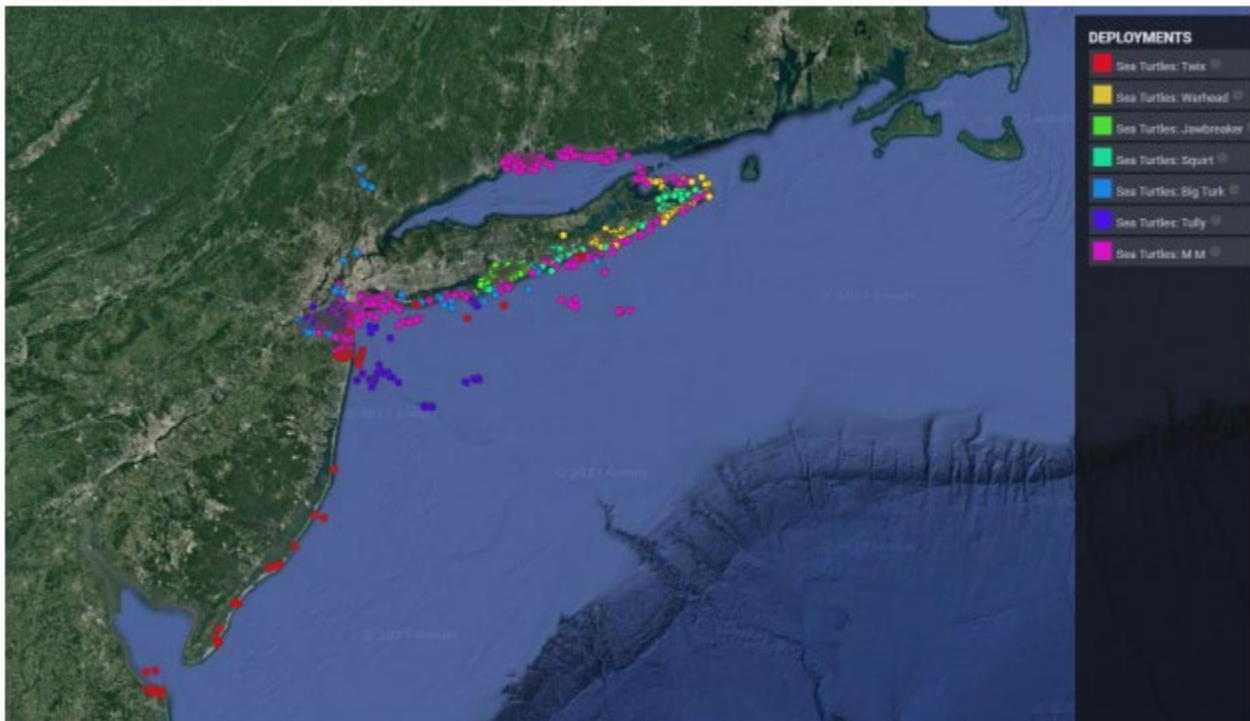 DEPLOYMENTS
Sea Turtles: Twix
Sea Turtles: Warhead
Sea Turtles: Jawbreaker
Sea Turtles: Squirt
Sea Turtles: Big Turk
Sea Turtles: Tully
Sea Turtles: M M